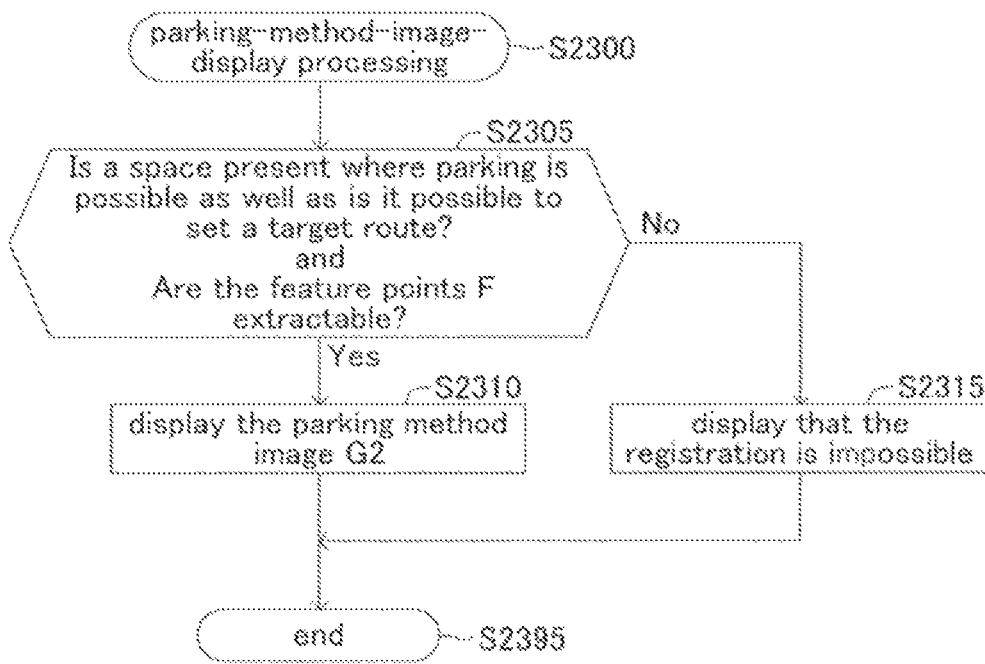 parking-method-image-
display processing
S2300
S2305
Is a space present where parking is
possible as well as is it possible to
set a target route?
and
Are the feature points F
extractable?
No
Yes
S2310
display the parking method
image G2
S2315
display that the
registration is impossible
end
S2395